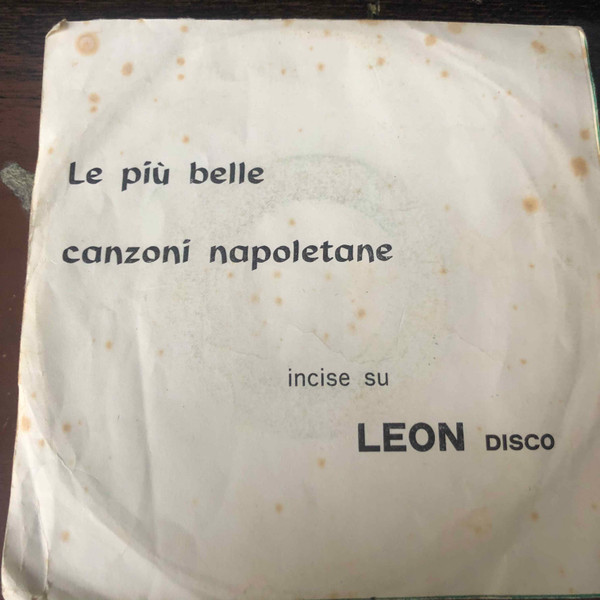 Le più belle
canzoni napoletane
incise su
LEON DISCO